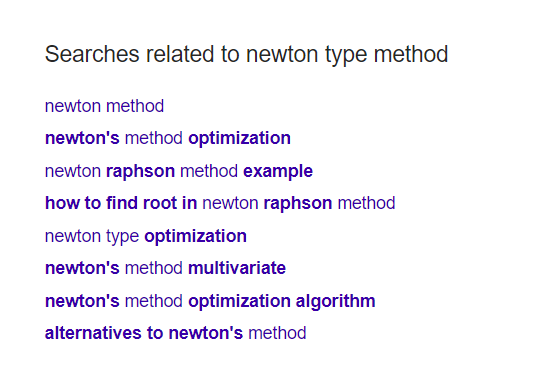 Searches related to newton type method
newton method
newton's method optimization
newton raphson method example
how to find root in newton raphson method
newton type optimization
newton's method multivariate
newton's method optimization algorithm
alternatives to newton's method